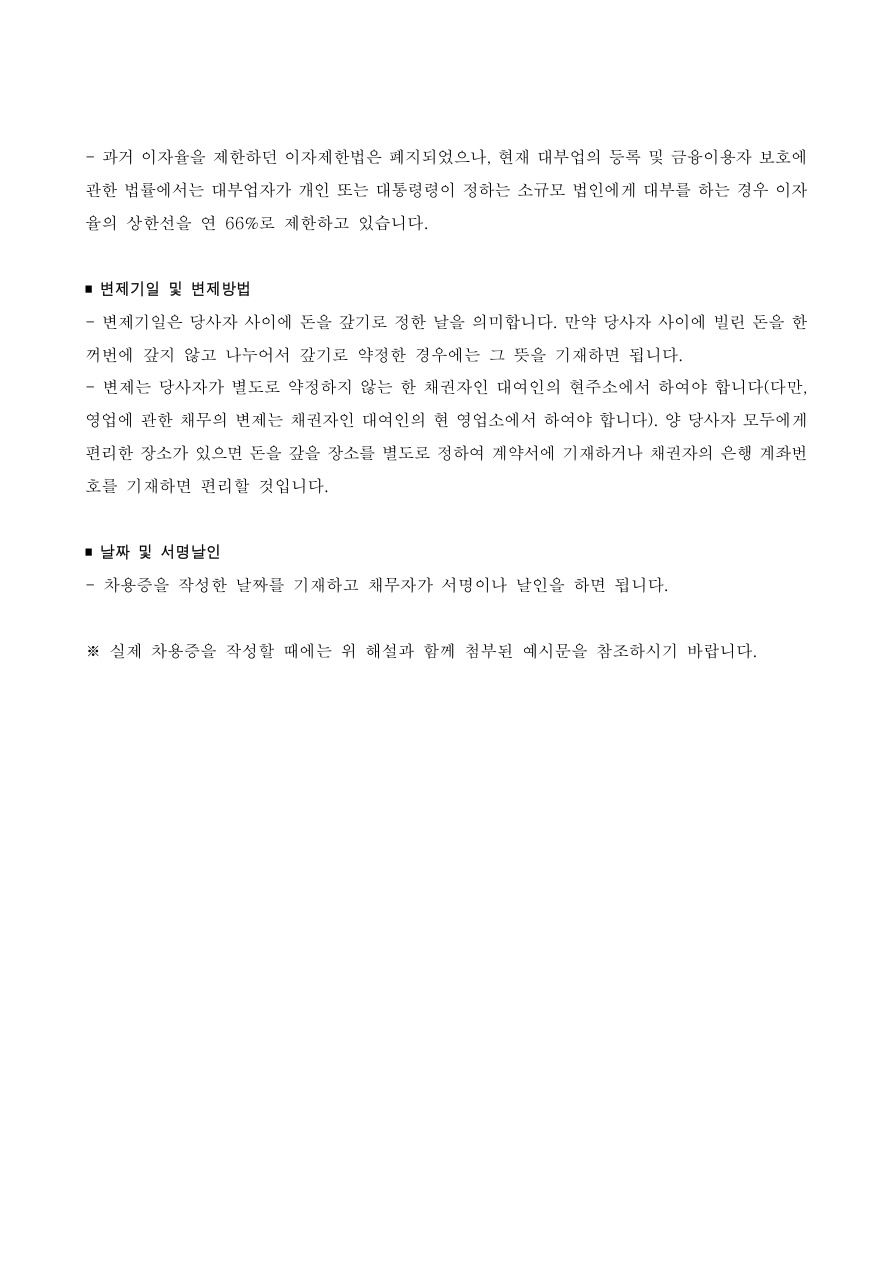 - 과거 이자율을 제한하던 이자제한법은 폐지되었으나, 현재 대부업의 등록 및 금융이용자 보호에
관한 법률에서는 대부업자가 개인 또는 대통령령이 정하는 소규모 법인에게 대부를 하는 경우 이자
율의 상한선을 연 66%로 제한하고 있습니다.
■ 변제기일 및 변제방법
- 변제기일은 당사자 사이에 돈을 갚기로 정한 날을 의미합니다. 만약 당사자 사이에 빌린 돈을 한
꺼번에 갚지 않고 나누어서 갚기로 약정한 경우에는 그 뜻을 기재하면 됩니다.
- 변제는 당사자가 별도로 약정하지 않는 한 채권자인 대여인의 현주소에서 하여야 합니다(다만,
영업에 관한 채무의 변제는 채권자인 대여인의 현 영업소에서 하여야 합니다). 양 당사자 모두에게
편리한 장소가 있으면 돈을 갚을 장소를 별도로 정하여 계약서에 기재하거나 채권자의 은행 계좌번
호를 기재하면 편리할 것입니다.
■ 날짜 및 서명날인
- 차용증을 작성한 날짜를 기재하고 채무자가 서명이나 날인을 하면 됩니다.
※ 실제 차용증을 작성할 때에는 위 해설과 함께 첨부된 예시문을 참조하시기 바랍니다.